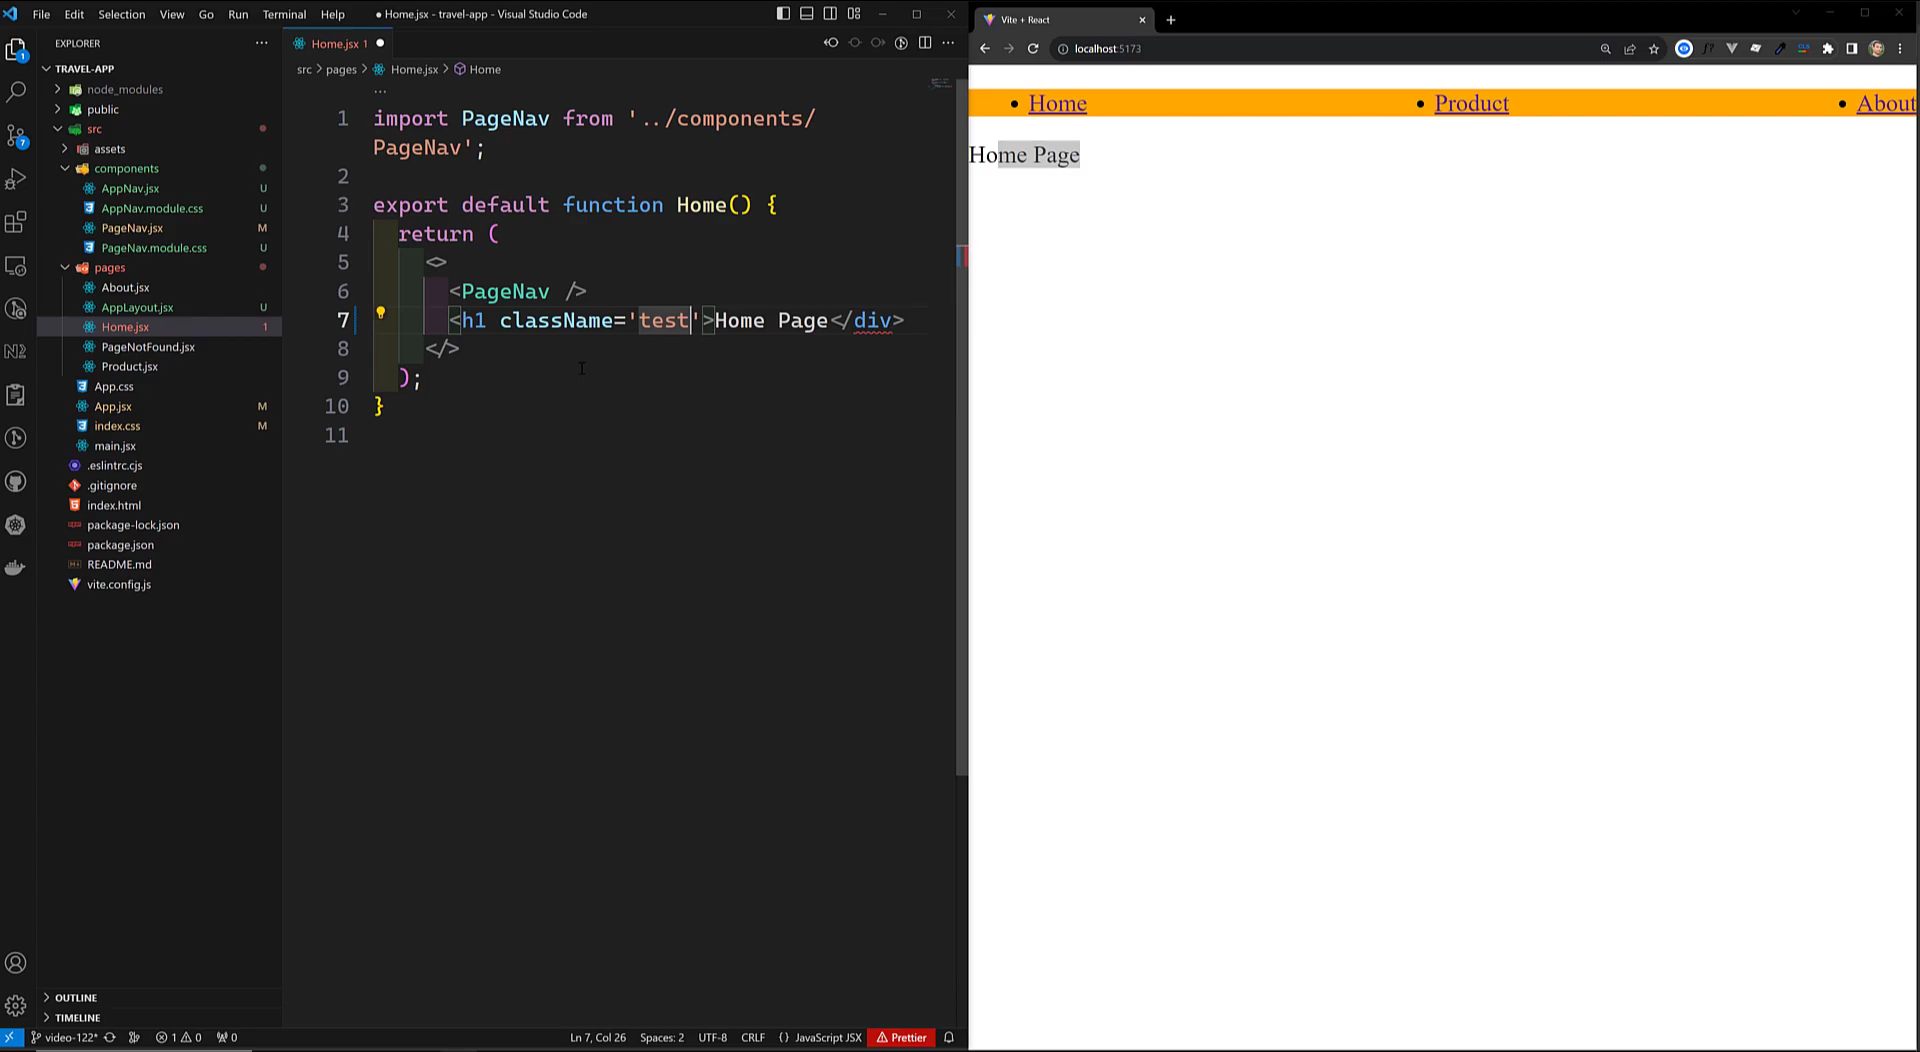 File Edit Selection View Go Run Terminal Help
● Home.jsx - travel-app - Visual Studio Code
EXPLORER
TRAVEL-APP
node_modules
public
src
assets
components
AppNav.jsx U
AppNav.module.css U
PageNav.jsx M
PageNav.module.css U
pages
About.jsx
AppLayout.jsx U
Home.jsx 1
PageNotFound.jsx
Product.jsx
App.css
App.jsx M
index.css M
main.jsx
.eslintrc.cjs
.gitignore
index.html
package-lock.json
package.json
README.md
vite.config.js
OUTLINE
TIMELINE
Home.jsx 1
src > pages > Home.jsx > Home
...
1 import PageNav from '../components/
PageNav';
2
3 export default function Home() {
4 return (
5 <>
6 <PageNav />
7 <h1 className='test'>Home Page</div>
8 </>
9 );
10 }
11
video-122* 1 0 0
Ln 7, Col 26 Spaces: 2 UTF-8 CRLF {} JavaScript JSX Prettier
Vite + React
localhost:5173
Home Product About
Home Page